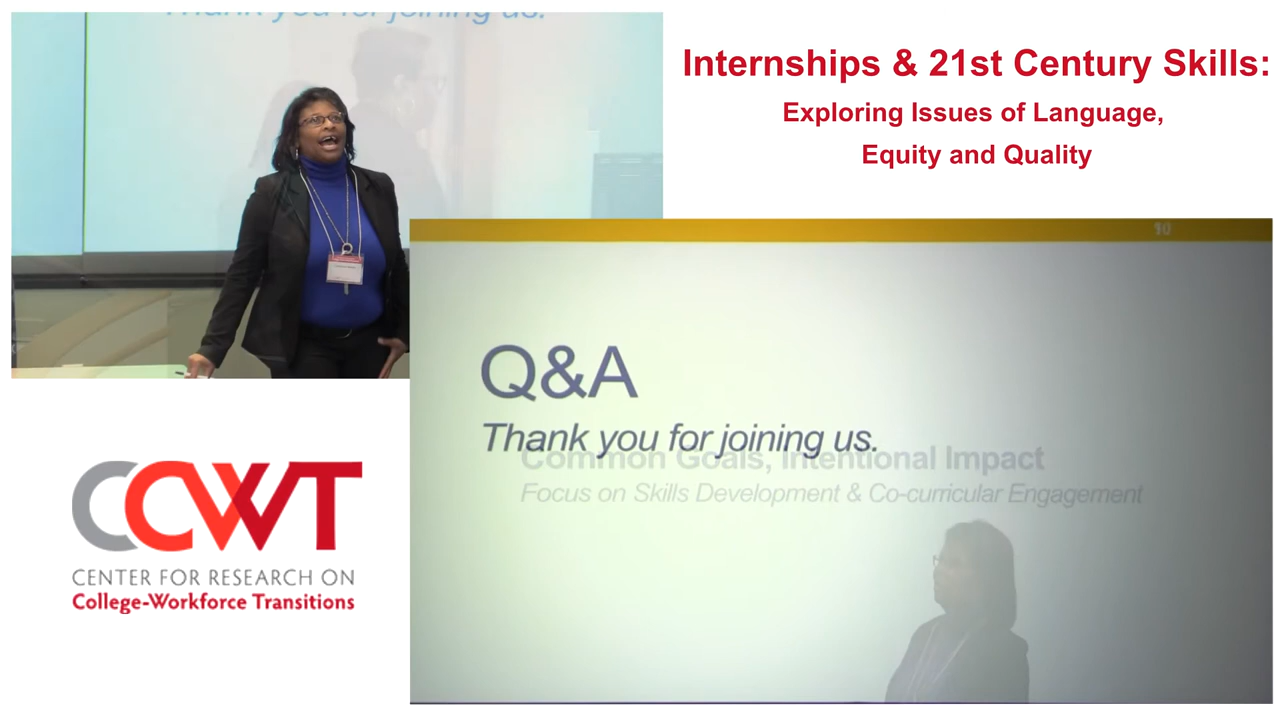 Thank you for joining us.
Internships & 21st Century Skills:
Exploring Issues of Language,
Equity and Quality
Q&A
Thank you for joining us.
Common Goals, Intentional Impact
Focus on Skills Development & Co-curricular Engagement
CCWT
CENTER FOR RESEARCH ON
College-Workforce Transitions